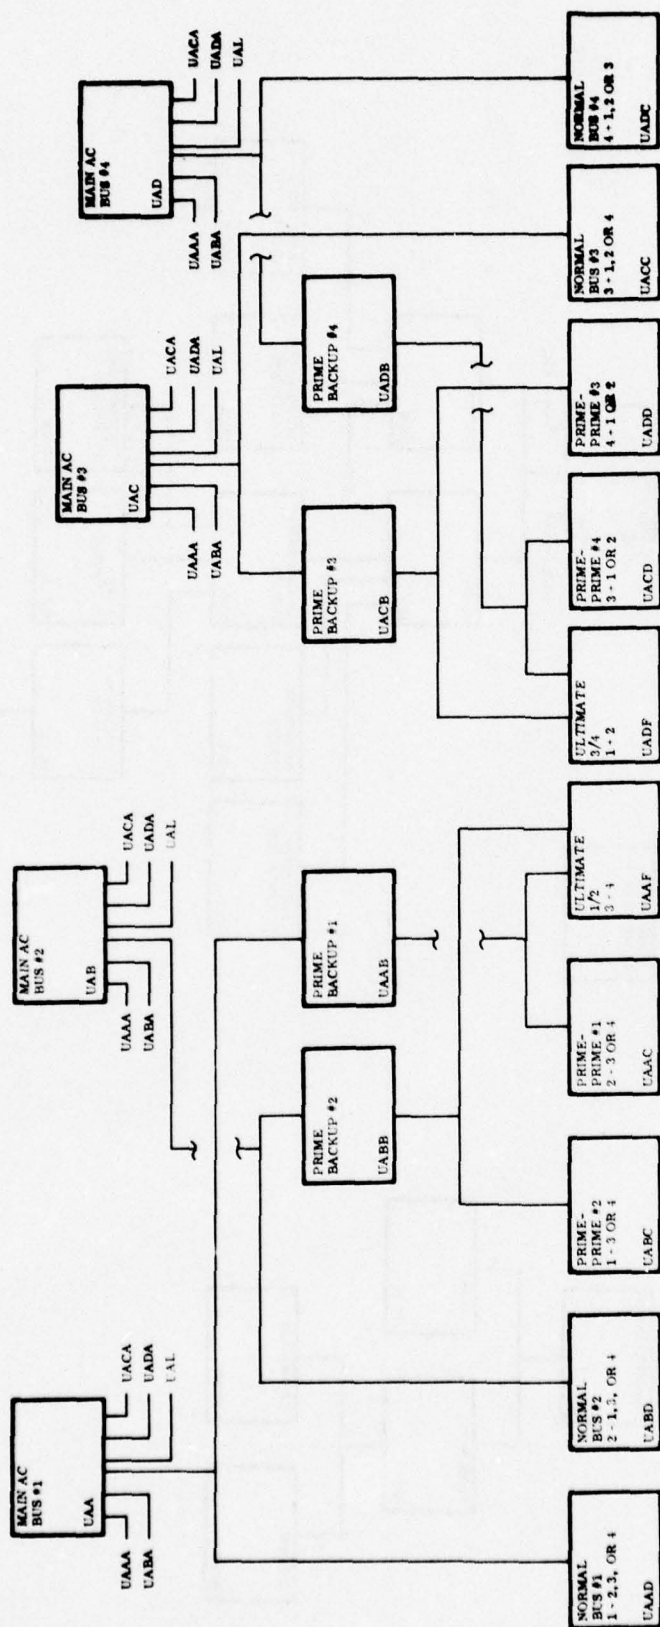 MAIN AC
BUS #1
UAA
UAAA
UABA
UACA
UADA
UAL
MAIN AC
BUS #2
UAB
UAAA
UABA
UACA
UADA
UAL
MAIN AC
BUS #3
UAC
UAAA
UABA
UACA
UADA
UAL
MAIN AC
BUS #4
UAD
UAAA
UABA
UACA
UADA
UAL
PRIME
BACKUP #2
UABB
PRIME
BACKUP #1
UAAB
PRIME
BACKUP #3
UACB
PRIME
BACKUP #4
UADB
NORMAL
BUS #1
1 - 2,3, OR 4
UAAD
NORMAL
BUS #2
2 - 1,3, OR 4
UABD
PRIME-
PRIME #2
1 - 3 OR 4
UABC
PRIME-
PRIME #1
2 - 3 OR 4
UAAC
ULTIMATE
1/2
3 - 4
UAAF
ULTIMATE
3/4
1 - 2
UADF
PRIME-
PRIME #4
3 - 1 OR 2
UACD
PRIME-
PRIME #3
4 - 1 OR 2
UADD
NORMAL
BUS #3
3 - 1, 2 OR 4
UACC
NORMAL
BUS #4
4 - 1, 2 OR 3
UADC